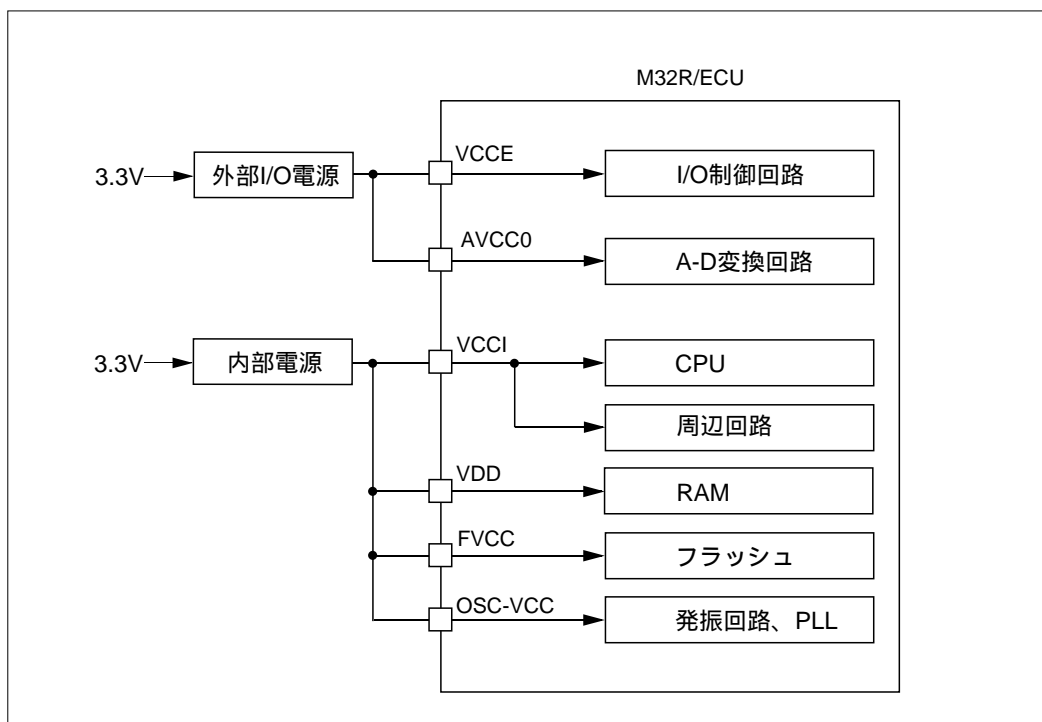 M32R/ECU
3.3V
外部I/O電源
VCCE
I/O制御回路
AVCC0
A-D変換回路
3.3V
内部電源
VCCI
CPU
周辺回路
VDD
RAM
FVCC
フラッシュ
OSC-VCC
発振回路、PLL